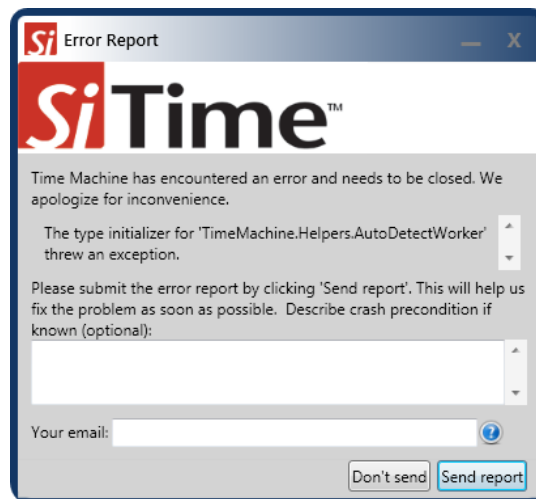 Si Error Report
SiTime™
Time Machine has encountered an error and needs to be closed. We
apologize for inconvenience.
The type initializer for 'TimeMachine.Helpers.AutoDetectWorker'
threw an exception.
Please submit the error report by clicking 'Send report'. This will help us
fix the problem as soon as possible.  Describe crash precondition if
known (optional):
Your email:
Don't send Send report